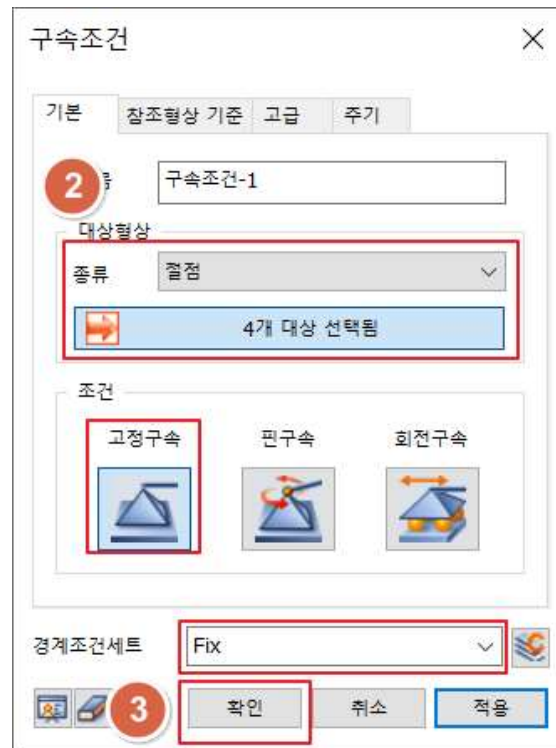 구속조건
기본 참조형상 기준 고급 주기
2 구속조건-1
대상형상
종류 절점
4개 대상 선택됨
조건
고정구속 핀구속 회전구속
경계조건세트 Fix
3 확인 취소 적용